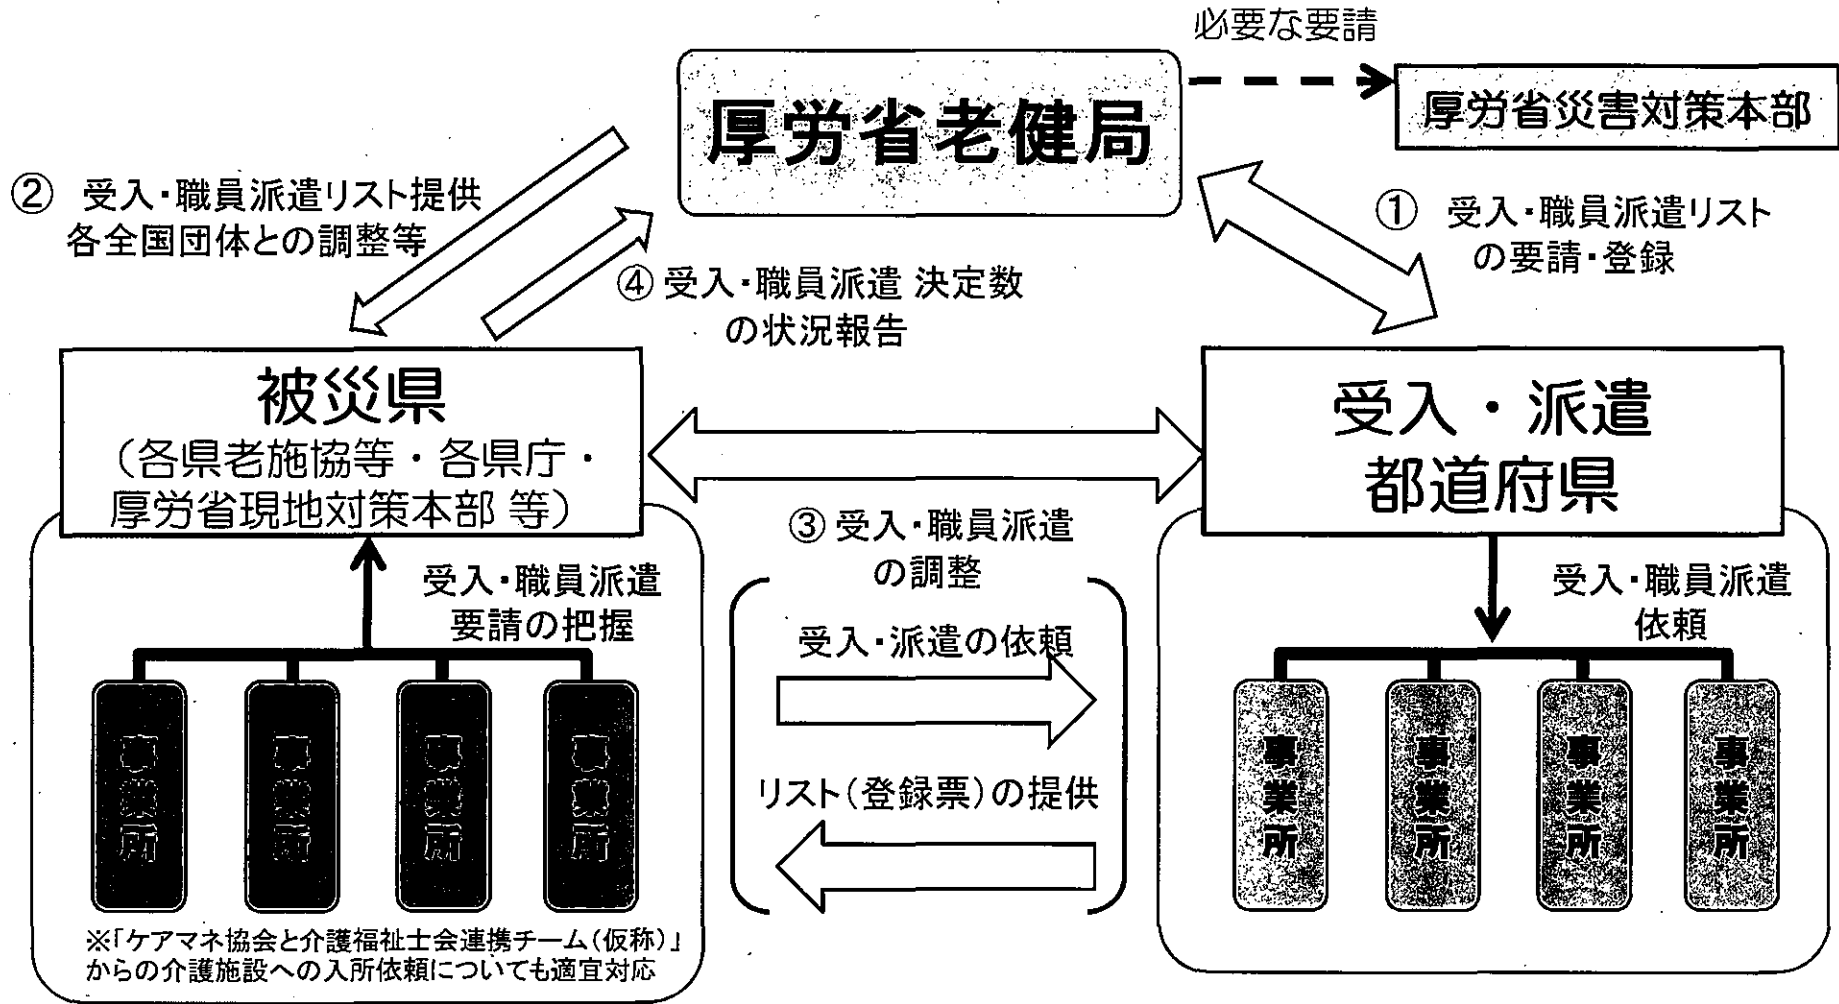 必要な要請
厚労省老健局
厚労省災害対策本部
② 受入・職員派遣リスト提供
各全国団体との調整等
① 受入・職員派遣リスト
の要請・登録
④ 受入・職員派遣 決定数
の状況報告
被災県
（各県老施協等・各県庁・
厚労省現地対策本部 等）
受入・派遣
都道府県
③ 受入・職員派遣
の調整
受入・職員派遣
要請の把握
受入・職員派遣
依頼
受入・派遣の依頼
リスト（登録票）の提供
事業所
事業所
事業所
事業所
事業所
事業所
事業所
事業所
※「ケアマネ協会と介護福祉士会連携チーム（仮称）」
からの介護施設への入所依頼についても適宜対応